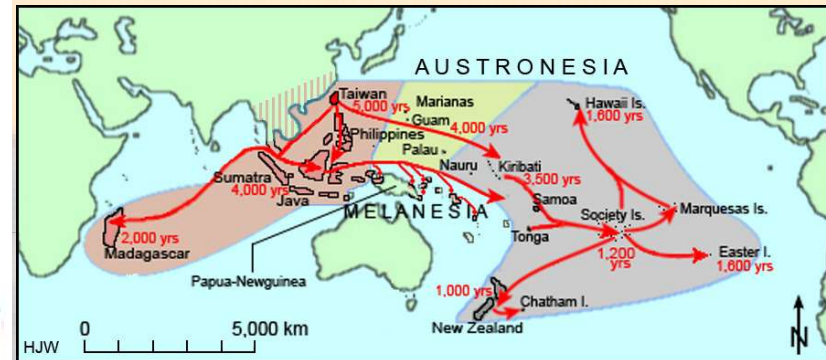 AUSTRONESIA
Taiwan
5,000 yrs
Marianas
Guam
Hawaii Is.
1,600 yrs
Philippines
4,000 yrs
Palau
Nauru
Kiribati
3,500 yrs
Sumatra
4,000 yrs
Java
MELANESIA
Samoa
Society Is.
Marquesas Is.
2,000 yrs
Madagascar
Tonga
1,200
yrs
Easter I.
1,600 yrs
Papua-Newguinea
1,000
Chatham I.
New Zealand
0
5,000 km
HJW
N